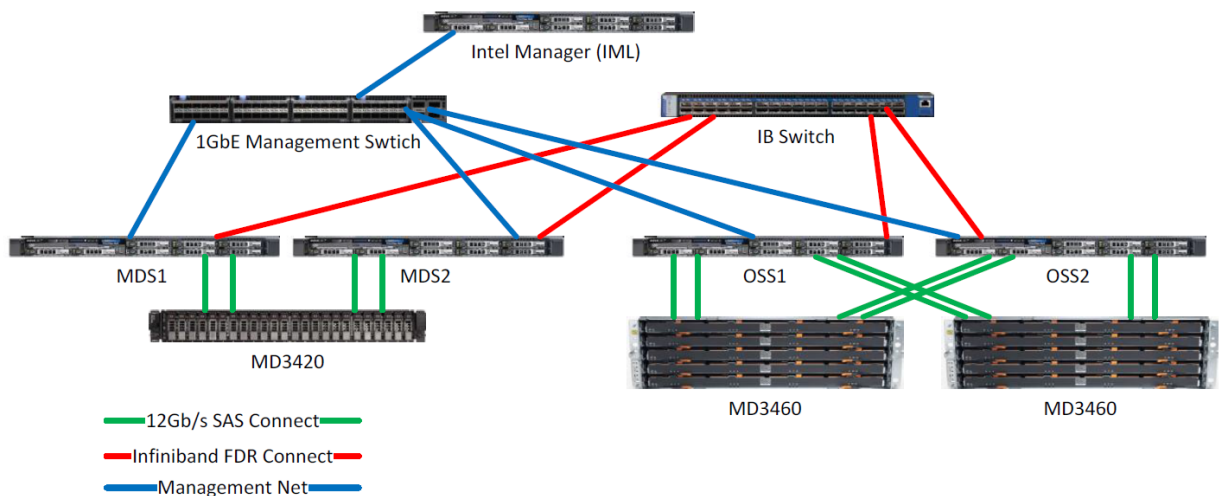 Intel Manager (IML)
1GbE Management Swtich
IB Switch
MDS1
MDS2
OSS1
OSS2
MD3420
MD3460
MD3460
12Gb/s SAS Connect
Infiniband FDR Connect
Management Net